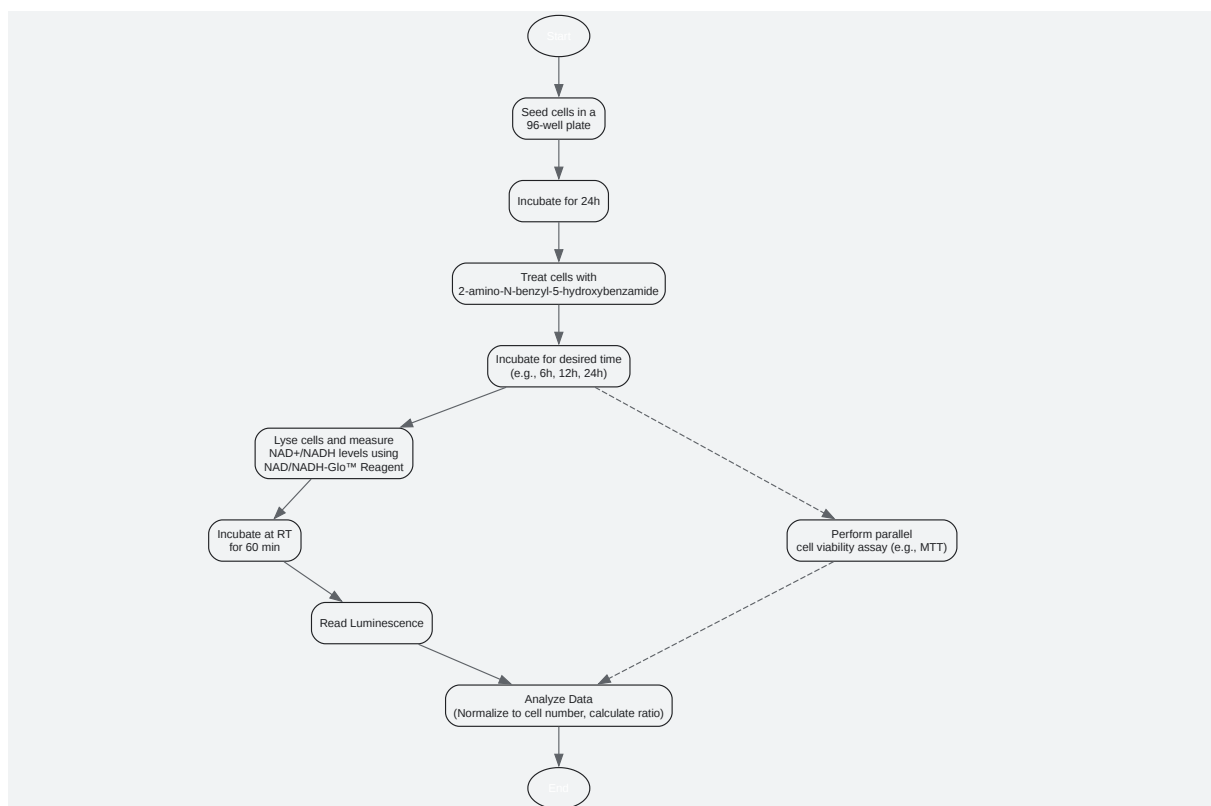 Start
Seed cells in a
96-well plate
Incubate for 24h
Treat cells with
2-amino-N-benzyl-5-hydroxybenzamide
Incubate for desired time
(e.g., 6h, 12h, 24h)
Lyse cells and measure
NAD+/NADH levels using
NAD/NADH-Glo™ Reagent
Incubate at RT
for 60 min
Perform parallel
cell viability assay (e.g., MTT)
Read Luminescence
Analyze Data
(Normalize to cell number, calculate ratio)
End